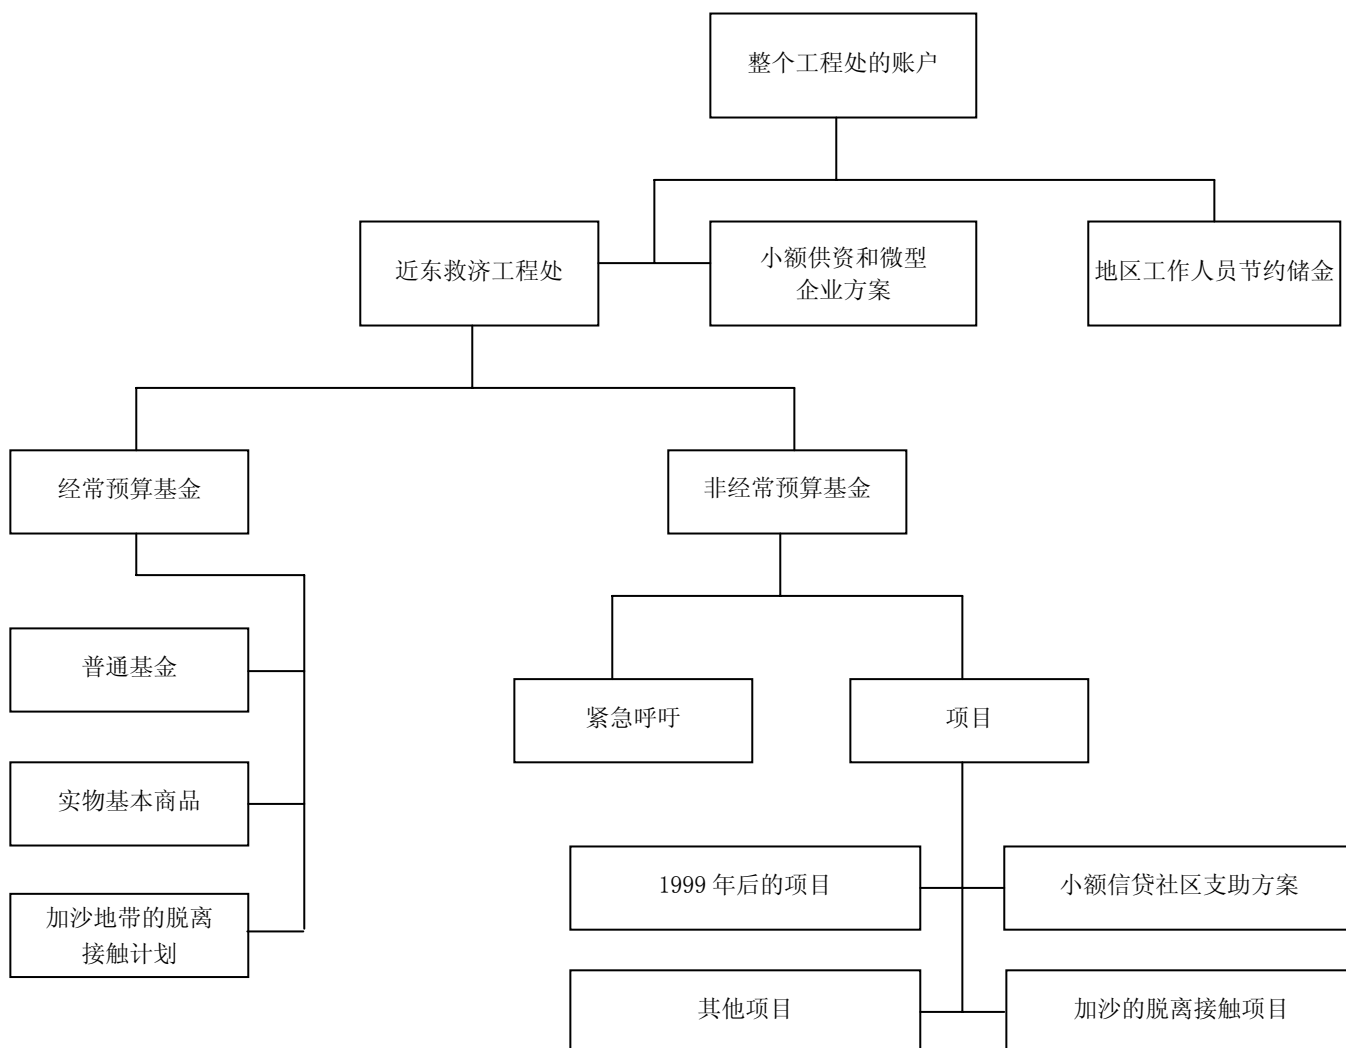 整个工程处的账户
近东救济工程处
小额供资和微型
企业方案
地区工作人员节约储金
经常预算基金
非经常预算基金
普通基金
紧急呼吁
项目
实物基本商品
1999 年后的项目
小额信贷社区支助方案
加沙地带的脱离
接触计划
其他项目
加沙的脱离接触项目